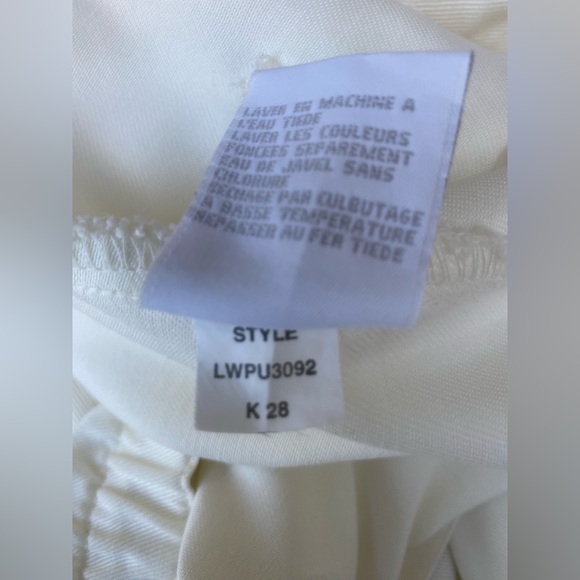 LAVER EN MACHINE A
L'EAU TIEDE
LAVER LES COULEURS
FONCEES SEPAREMENT
EAU DE JAVEL SANS
CHLORURE
SECHAGE PAR CULBUTAGE
A BASSE TEMPERATURE
REPASSER AU FER TIEDE
STYLE
LWPU3092
K 28